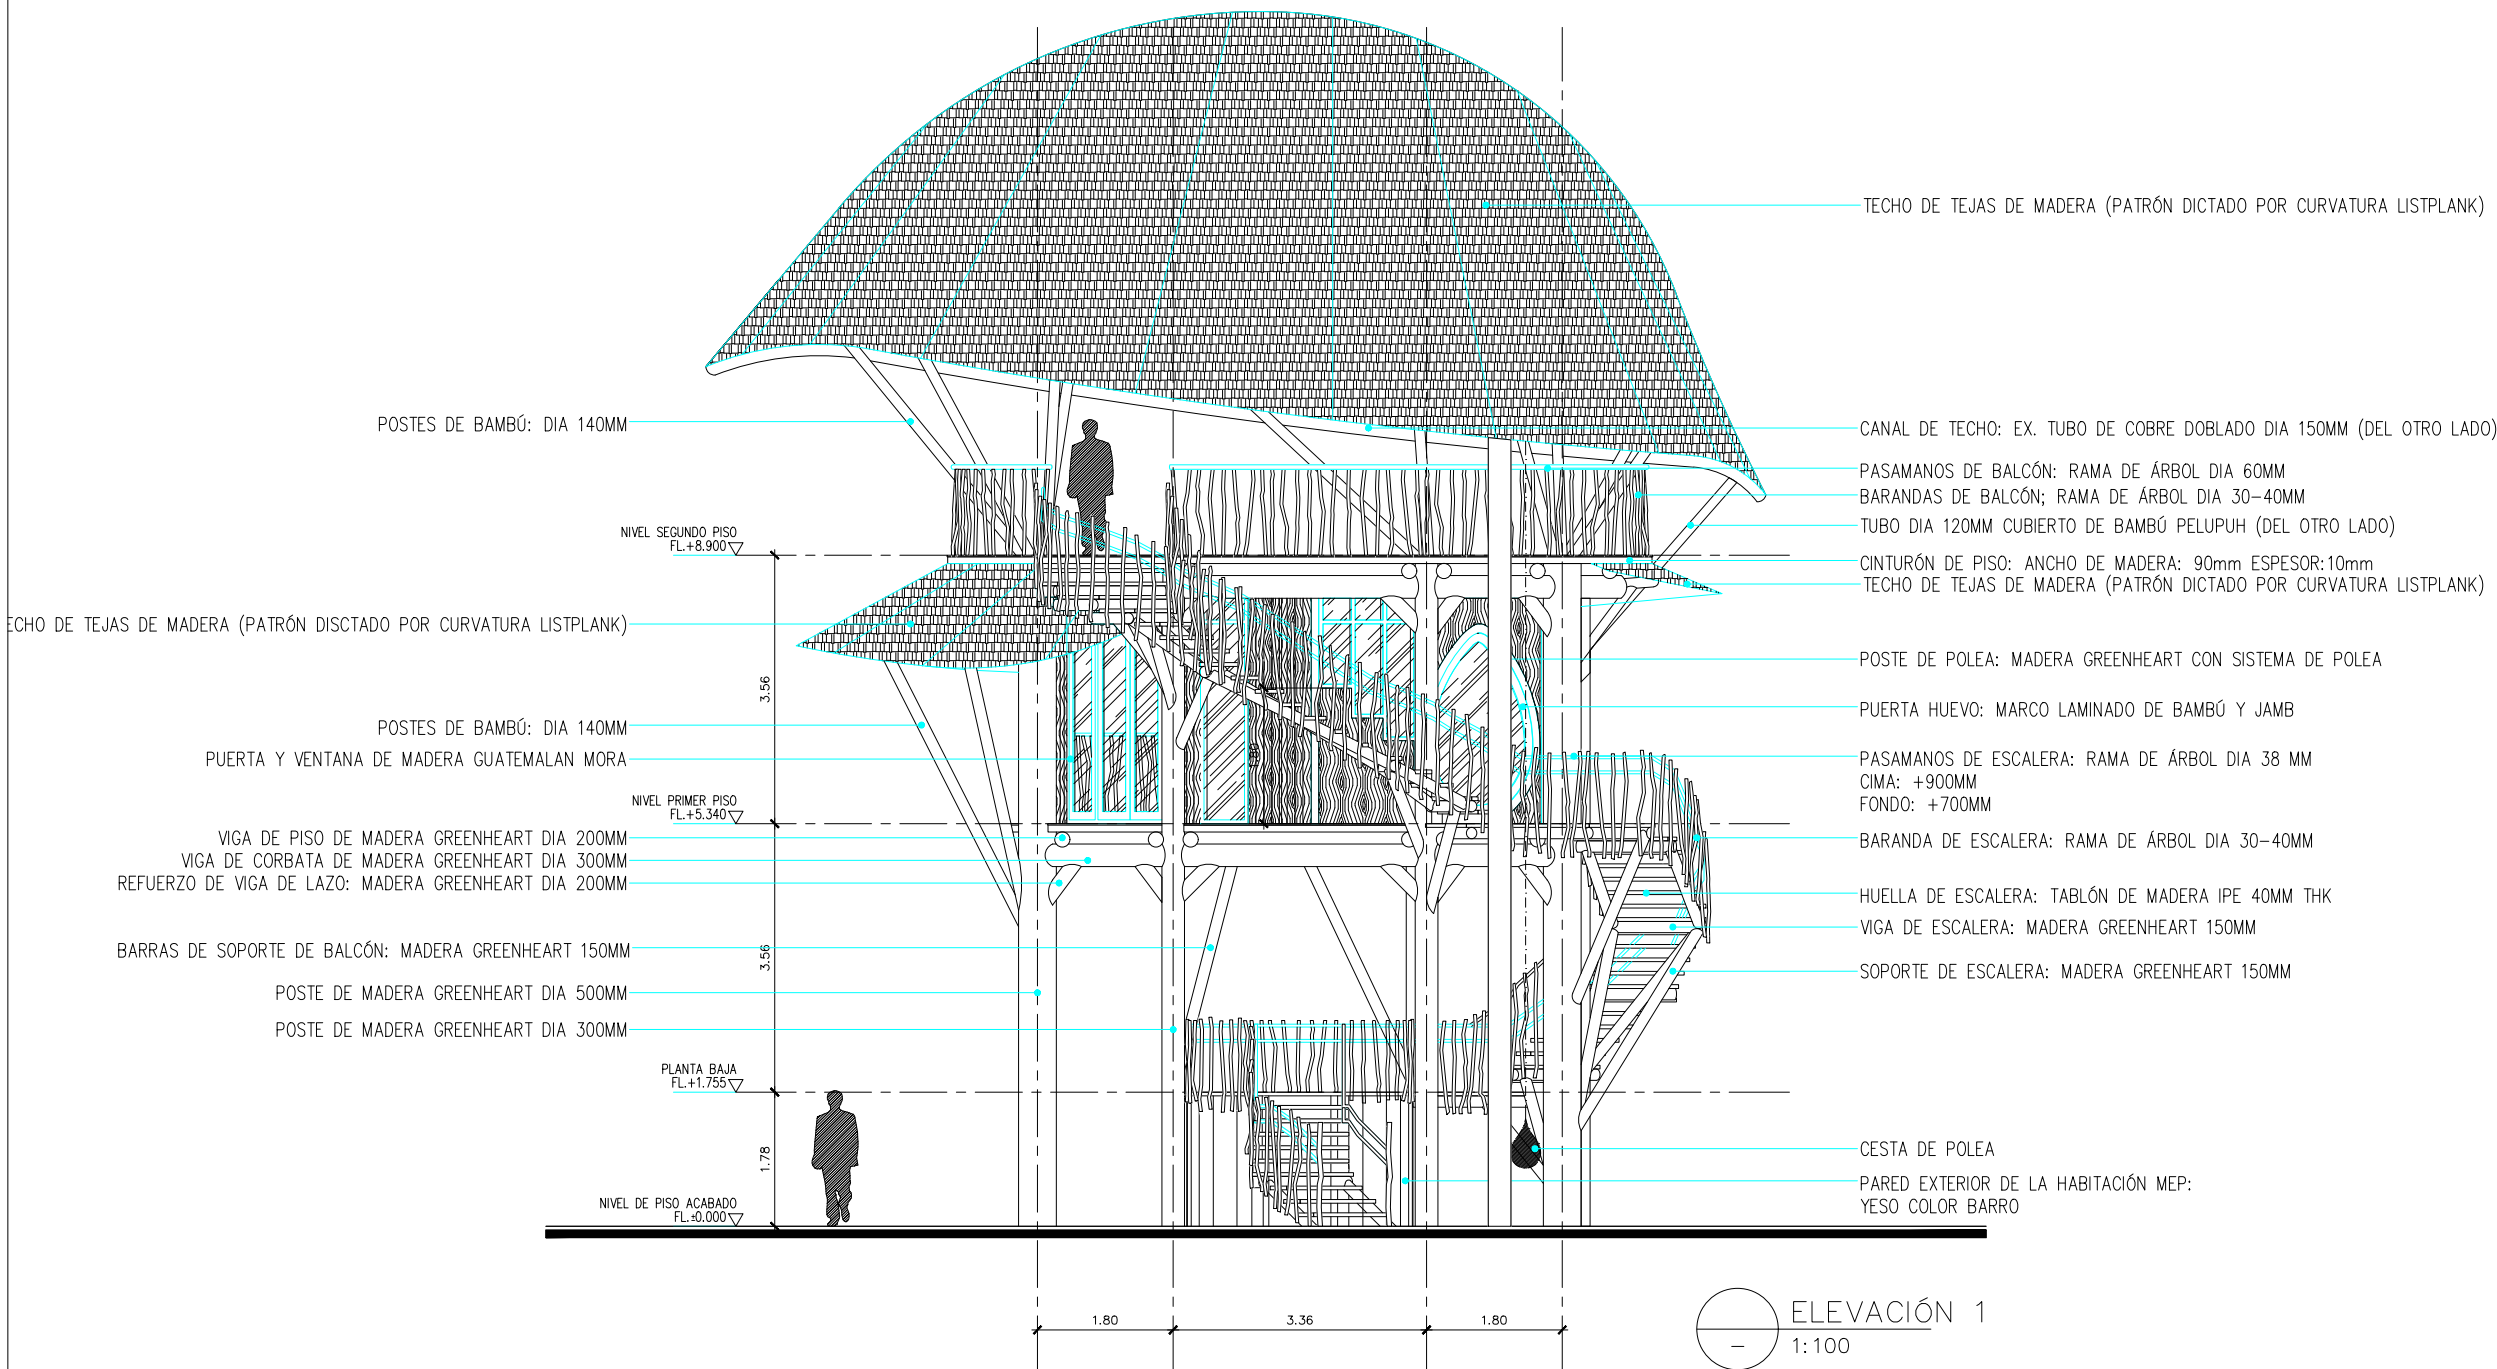 TECHO DE TEJAS DE MADERA (PATRÓN DICTADO POR CURVATURA LISTPLANK)
POSTES DE BAMBÚ: DIA 140MM
CANAL DE TECHO: EX. TUBO DE COBRE DOBLADO DIA 150MM (DEL OTRO LADO)
PASAMANOS DE BALCÓN: RAMA DE ÁRBOL DIA 60MM
BARANDAS DE BALCÓN; RAMA DE ÁRBOL DIA 30-40MM
TUBO DIA 120MM CUBIERTO DE BAMBÚ PELUPUH (DEL OTRO LADO)
NIVEL SEGUNDO PISO
FL.+8.900
CINTURÓN DE PISO: ANCHO DE MADERA: 90mm ESPESOR:10mm
TECHO DE TEJAS DE MADERA (PATRÓN DICTADO POR CURVATURA LISTPLANK)
ECHO DE TEJAS DE MADERA (PATRÓN DISCTADO POR CURVATURA LISTPLANK)
POSTE DE POLEA: MADERA GREENHEART CON SISTEMA DE POLEA
3.56
PUERTA HUEVO: MARCO LAMINADO DE BAMBÚ Y JAMB
POSTES DE BAMBÚ: DIA 140MM
PUERTA Y VENTANA DE MADERA GUATEMALAN MORA
PASAMANOS DE ESCALERA: RAMA DE ÁRBOL DIA 38 MM
CIMA: +900MM
FONDO: +700MM
NIVEL PRIMER PISO
FL.+5.340
VIGA DE PISO DE MADERA GREENHEART DIA 200MM
BARANDA DE ESCALERA: RAMA DE ÁRBOL DIA 30-40MM
VIGA DE CORBATA DE MADERA GREENHEART DIA 300MM
REFUERZO DE VIGA DE LAZO: MADERA GREENHEART DIA 200MM
HUELLA DE ESCALERA: TABLÓN DE MADERA IPE 40MM THK
VIGA DE ESCALERA: MADERA GREENHEART 150MM
BARRAS DE SOPORTE DE BALCÓN: MADERA GREENHEART 150MM
3.56
SOPORTE DE ESCALERA: MADERA GREENHEART 150MM
POSTE DE MADERA GREENHEART DIA 500MM
POSTE DE MADERA GREENHEART DIA 300MM
PLANTA BAJA
FL.+1.755
1.78
CESTA DE POLEA
PARED EXTERIOR DE LA HABITACIÓN MEP:
YESO COLOR BARRO
NIVEL DE PISO ACABADO
FL.±0.000
1.80
3.36
1.80
ELEVACIÓN 1
–
1:100